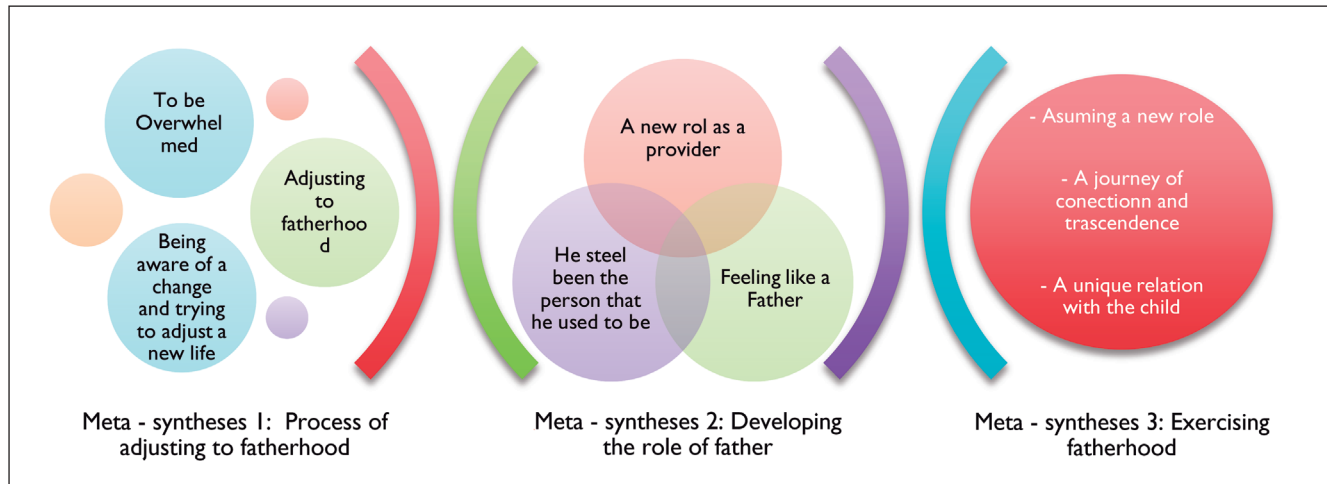 To be
Overwhel
med
Adjusting
to
fatherhoo
d
Being
aware of a
change
and trying
to adjust a
new life
Meta - syntheses 1:  Process of
adjusting to fatherhood
A new rol as a
provider
He steel
been the
person that
he used to be
Feeling like a
Father
Meta - syntheses 2: Developing
the role of father
- Asuming a new role
- A journey of
conectionn and
trascendence
- A unique relation
with the child
Meta - syntheses 3: Exercising
fatherhood